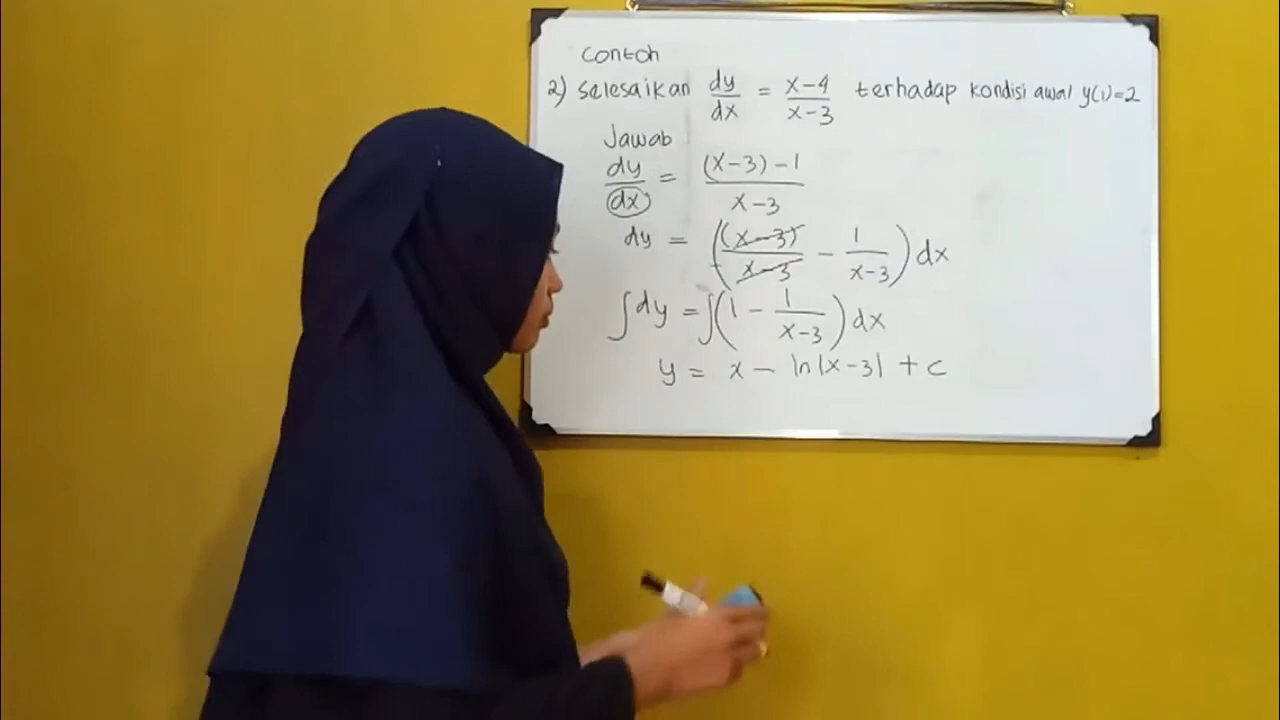 Contoh
2) Selesaikan dy/dx = x-4/x-3 terhadap kondisi awal y(1)=2
Jawab
dy/dx = (x-3)-1/x-3
dy = ((x-3)/x-3 - 1/x-3) dx
∫dy = ∫(1 - 1/x-3) dx
y = x - ln|x-3| + c